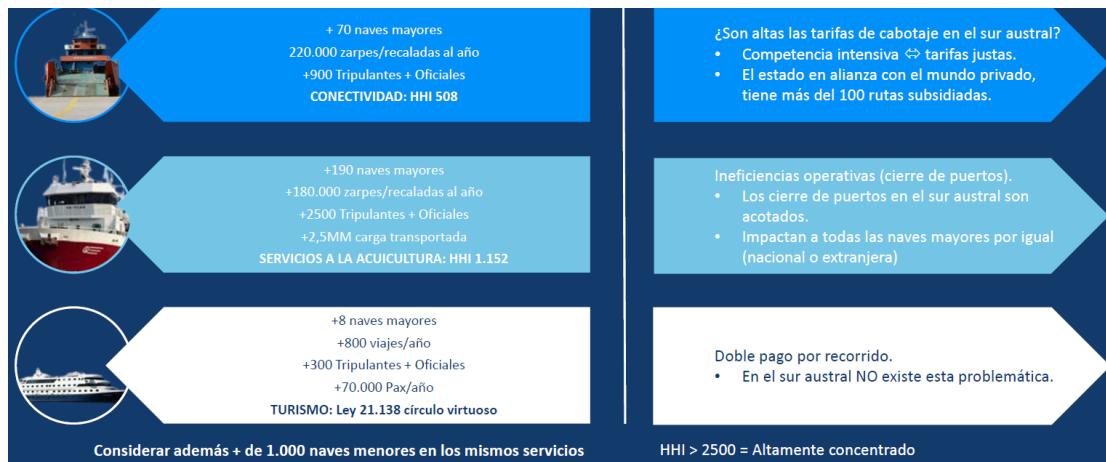 + 70 naves mayores
220.000 zarpes/recaladas al año
+900 Tripulantes + Oficiales
CONECTIVIDAD: HHI 508
¿Son altas las tarifas de cabotaje en el sur austral?
• Competencia intensiva ⇔ tarifas justas.
• El estado en alianza con el mundo privado,
tiene más del 100 rutas subsidiadas.
+190 naves mayores
+180.000 zarpes/recaladas al año
+2500 Tripulantes + Oficiales
+2,5MM carga transportada
SERVICIOS A LA ACUICULTURA: HHI 1.152
Ineficiencias operativas (cierre de puertos).
• Los cierre de puertos en el sur austral son
acotados.
• Impactan a todas las naves mayores por igual
(nacional o extranjera)
+8 naves mayores
+800 viajes/año
+300 Tripulantes + Oficiales
+70.000 Pax/año
TURISMO: Ley 21.138 círculo virtuoso
Doble pago por recorrido.
• En el sur austral NO existe esta problemática.
Considerar además + de 1.000 naves menores en los mismos servicios
HHI > 2500 = Altamente concentrado